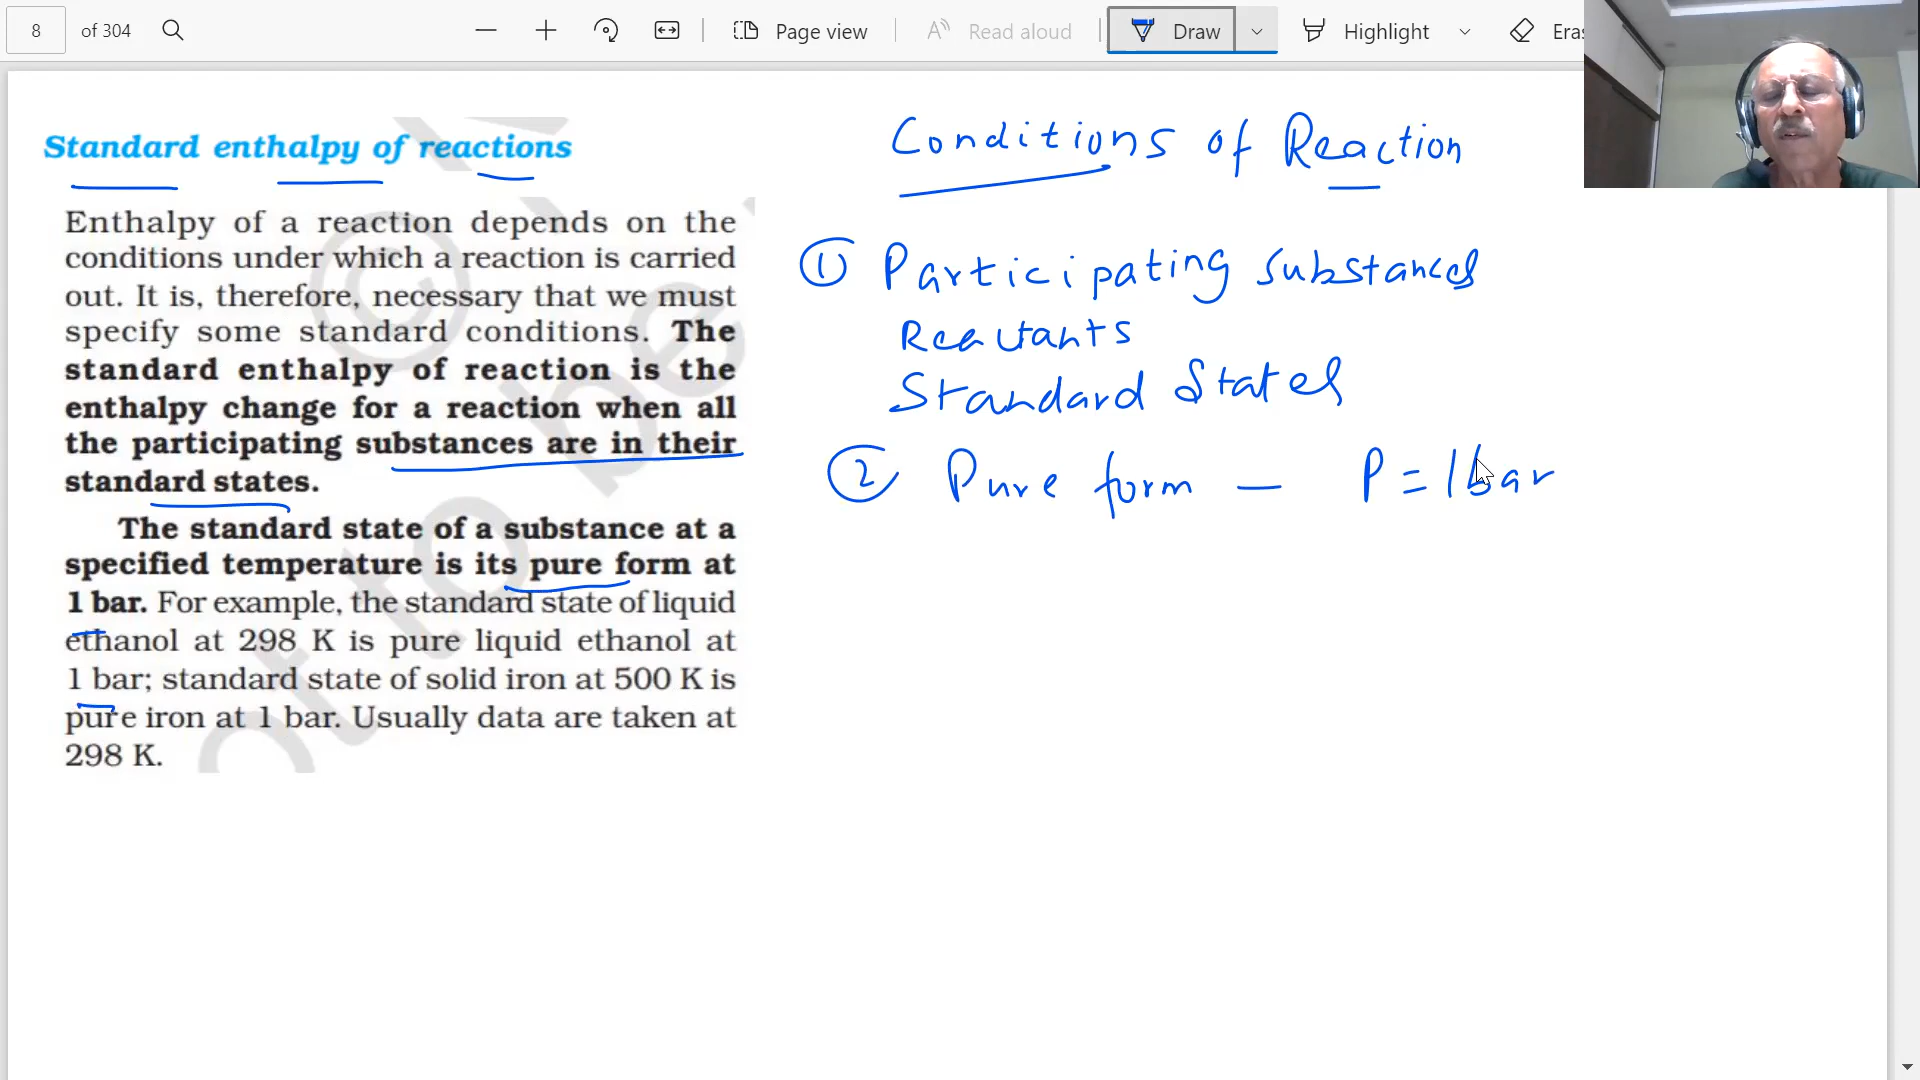 8 of 304 Page view Read aloud Draw Highlight
Standard enthalpy of reactions
Enthalpy of a reaction depends on the
conditions under which a reaction is carried
out. It is, therefore, necessary that we must
specify some standard conditions. The
standard enthalpy of reaction is the
enthalpy change for a reaction when all
the participating substances are in their
standard states.
The standard state of a substance at a
specified temperature is its pure form at
1 bar. For example, the standard state of liquid
ethanol at 298 K is pure liquid ethanol at
1 bar; standard state of solid iron at 500 K is
pure iron at 1 bar. Usually data are taken at
298 K.
Conditions of Reaction
① Participating substances
Reactants
Standard States
② Pure form — P = 1 bar